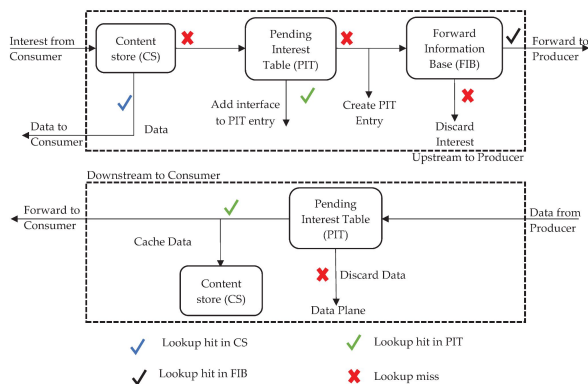 Interest from
Consumer
Content
store (CS)
Pending
Interest
Table (PIT)
Forward
Information
Base (FIB)
Forward to
Producer
Data to
Consumer
Data
Add interface
to PIT entry
Create PIT
Entry
Discard
Interest
Upstream to Producer
Downstream to Consumer
Forward to
Consumer
Pending
Interest Table
(PIT)
Data from
Producer
Cache Data
Content
store (CS)
Discard Data
Data Plane
Lookup hit in CS
Lookup hit in PIT
Lookup hit in FIB
Lookup miss